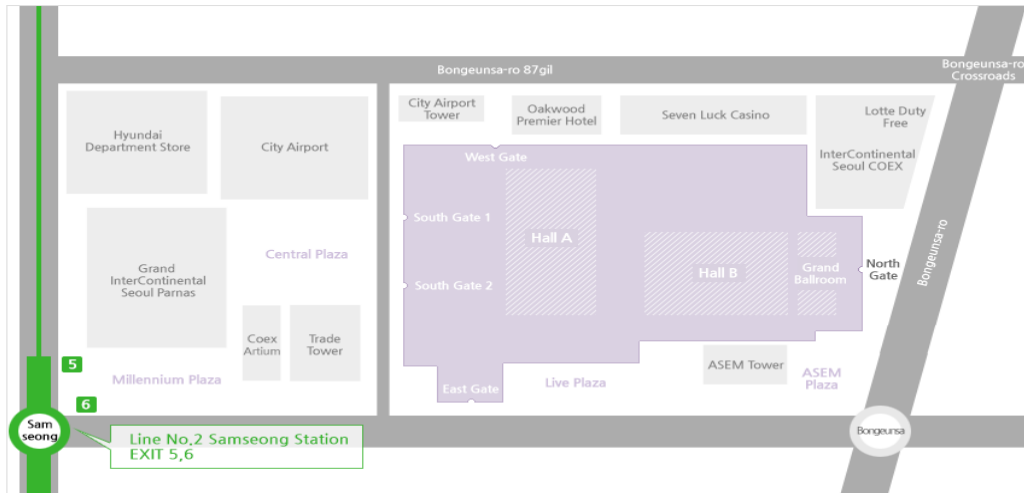 Bongeunsa-ro 87gil
Bongeunsa-ro
Crossroads
Hyundai
Department Store
City Airport
City Airport
Tower
Oakwood
Premier Hotel
Seven Luck Casino
Lotte Duty
Free
InterContinental
Seoul COEX
West Gate
South Gate 1
Hall A
South Gate 2
Hall B
Grand
Ballroom
North
Gate
Bongeunsa-ro
Central Plaza
Grand
InterContinental
Seoul Parnas
Coex
Artium
Trade
Tower
Millennium Plaza
East Gate
Live Plaza
ASEM Tower
ASEM
Plaza
5
6
Sam
seong
Line No,2 Samseong Station
EXIT 5,6
Bongeunsa